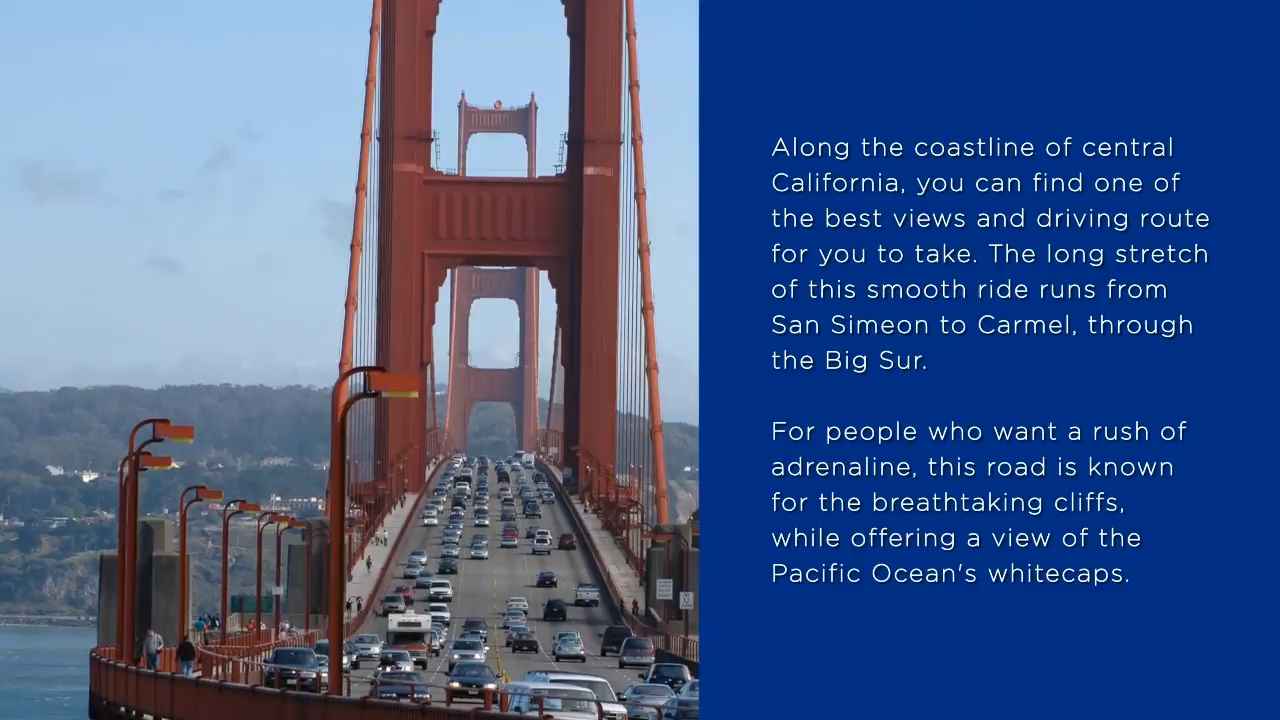 Along the coastline of central
California, you can find one of
the best views and driving route
for you to take. The long stretch
of this smooth ride runs from
San Simeon to Carmel, through
the Big Sur.
For people who want a rush of
adrenaline, this road is known
for the breathtaking cliffs,
while offering a view of the
Pacific Ocean's whitecaps.